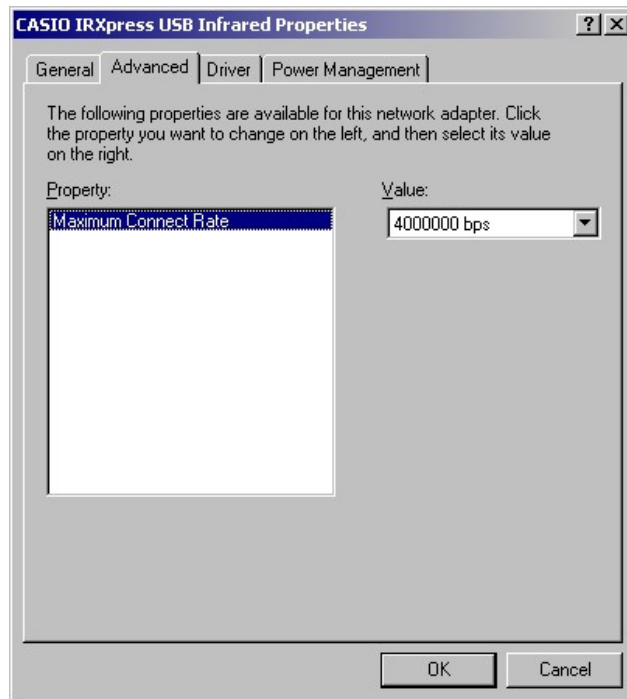 CASIO IRXpress USB Infrared Properties
General Advanced Driver Power Management
The following properties are available for this network adapter. Click
the property you want to change on the left, and then select its value
on the right.
Property: Value:
Maximum Connect Rate 4000000 bps
OK Cancel